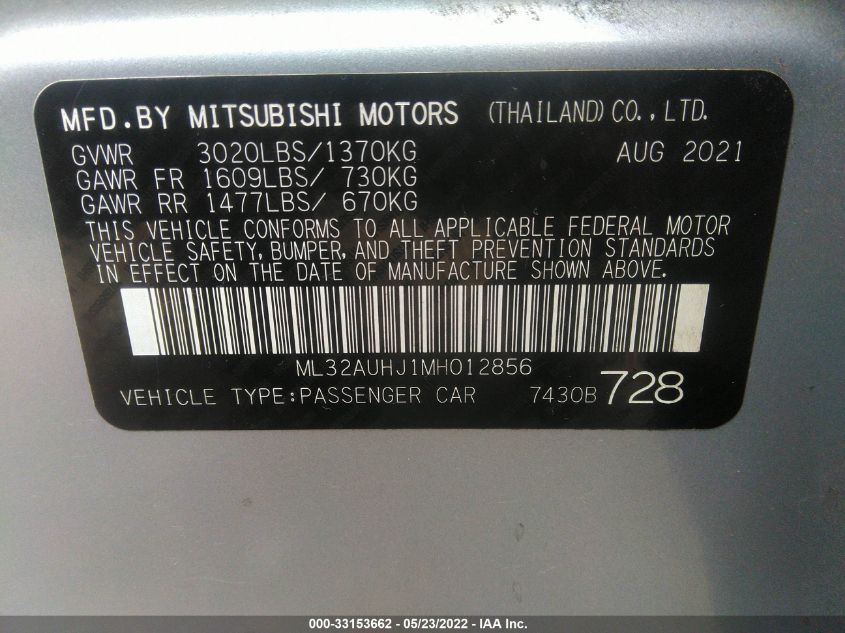 MFD.BY MITSUBISHI MOTORS (THAILAND) CO., LTD.
GVWR 3020LBS/1370KG AUG 2021
GAWR FR 1609LBS/ 730KG
GAWR RR 1477LBS/ 670KG
THIS VEHICLE CONFORMS TO ALL APPLICABLE FEDERAL MOTOR
VEHICLE SAFETY, BUMPER, AND THEFT PREVENTION STANDARDS
IN EFFECT ON THE DATE OF MANUFACTURE SHOWN ABOVE.
ML32AUHJ1MH012856
VEHICLE TYPE:PASSENGER CAR 7430B 728
000-33153662 - 05/23/2022 - IAA Inc.